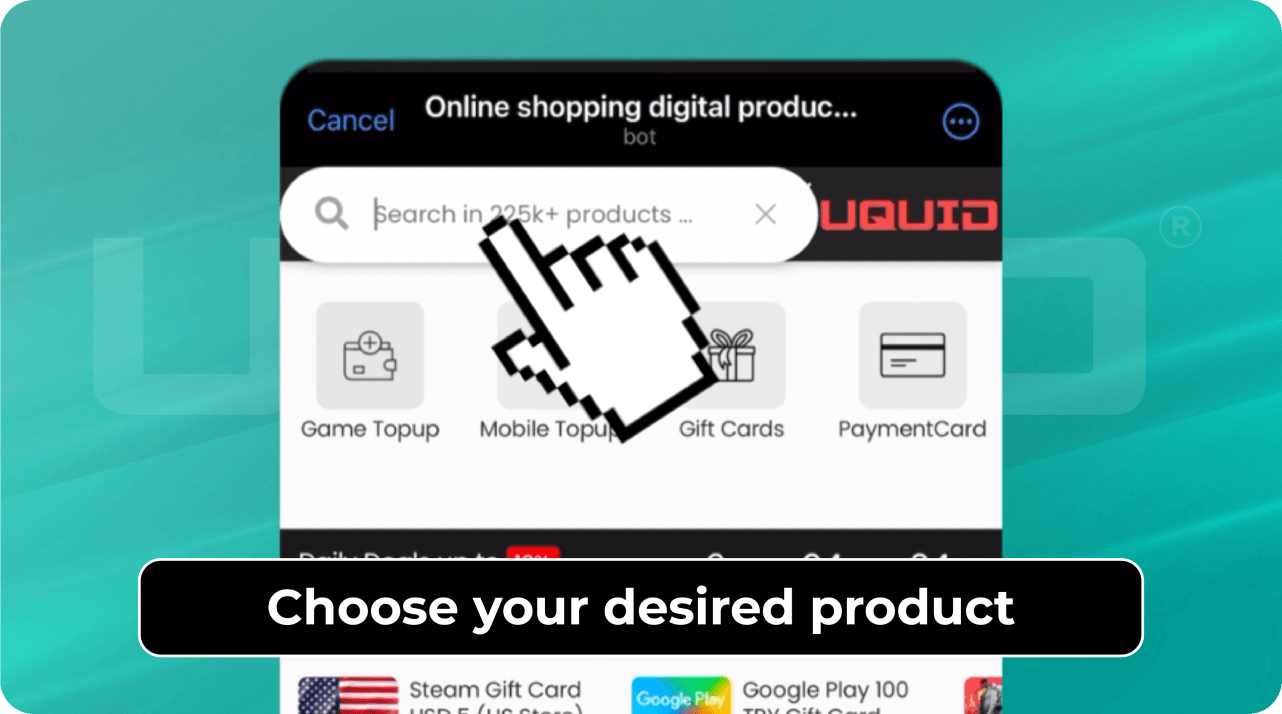 Cancel
Online shopping digital produc...
bot
Search in 225k+ products ...
UQUID
®
Game Topup
Mobile Topup
Gift Cards
PaymentCard
Daily Deals up to 10%
Choose your desired product
Steam Gift Card
USD 5 (US Store)
Google Play
Google Play 100
TRY Gift Card